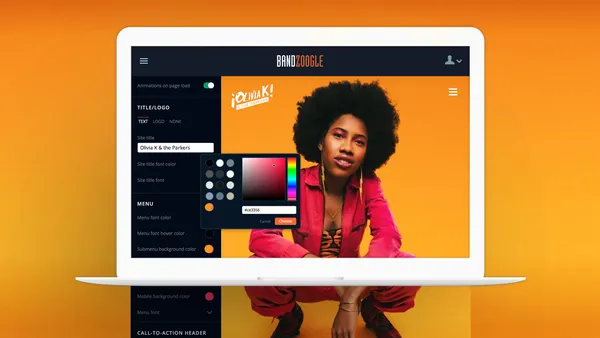 BANDZOOGLE
Animations on page load
TITLE/LOGO
TEXT LOGO NONE
Site title
Olivia K & the Parkers
Site title font color
Site title font
MENU
Menu font color
Menu font hover color
Submenu background color
Mobile background color
Menu font
CALL-TO-ACTION HEADER
¡OLIVIA K!
Cancel
Choose